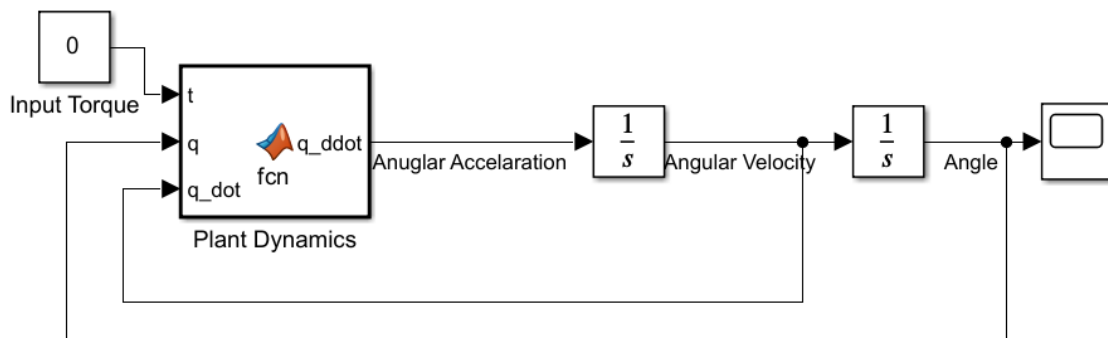 0
Input Torque
t
q
q_dot
fcn
q_ddot
Plant Dynamics
Anuglar Accelaration
1
s
Angular Velocity
1
s
Angle